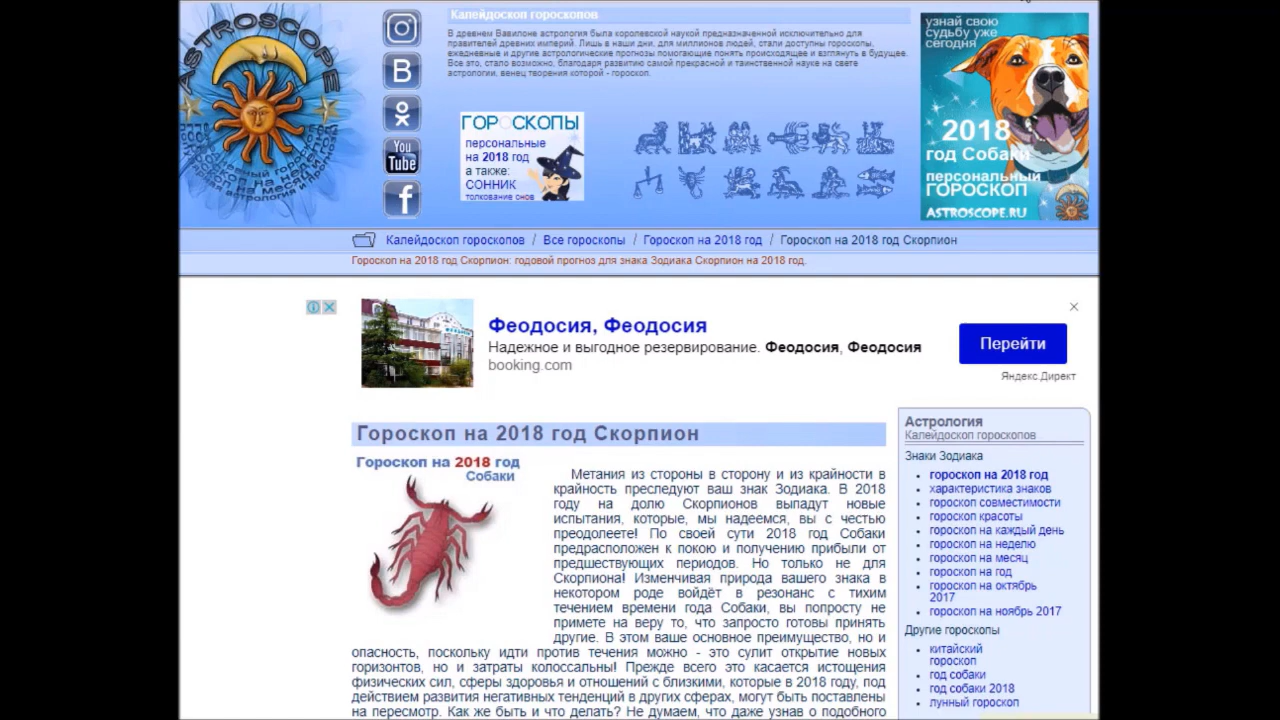 ASTROSCOPE
Калейдоскоп гороскопов
В древнем Вавилоне астрология была королевской наукой предназначенной исключительно для
правителей древних империй. Лишь в наши дни, для миллионов людей, стали доступны гороскопы,
ежедневные и другие астрологические прогнозы помогающие понять происходящее и взглянуть в будущее.
Все это, стало возможно, благодаря развитию самой прекрасной и таинственной науке на свете
астрологии, венец творения которой - гороскоп.
B
You
Tube
f
ГОРОСКОПЫ
персональные
на 2018 год
а также:
СОННИК
толкование снов
узнай свою
судьбу уже
сегодня
2018
год Собаки
персональный
ГОРОСКОП
ASTROSCOPE.RU
Калейдоскоп гороскопов / Все гороскопы / Гороскоп на 2018 год / Гороскоп на 2018 год Скорпион
Гороскоп на 2018 год Скорпион: годовой прогноз для знака Зодиака Скорпион на 2018 год.
Феодосия, Феодосия
Надежное и выгодное резервирование. Феодосия, Феодосия
booking.com
Перейти
Яндекс.Директ
Гороскоп на 2018 год Скорпион
Гороскоп на 2018 год
Собаки
Метания из стороны в сторону и из крайности в
крайность преследуют ваш знак Зодиака. В 2018
году на долю Скорпионов выпадут новые
испытания, которые, мы надеемся, вы с честью
преодолеете! По своей сути 2018 год Собаки
предрасположен к покою и получению прибыли от
предшествующих периодов. Но только не для
Скорпиона! Изменчивая природа вашего знака в
некотором роде войдёт в резонанс с тихим
течением времени года Собаки, вы попросту не
примете на веру то, что запросто готовы принять
другие. В этом ваше основное преимущество, но и
опасность, поскольку идти против течения можно - это сулит открытие новых
горизонтов, но и затраты колоссальны! Прежде всего это касается истощения
физических сил, сферы здоровья и отношений с близкими, которые в 2018 году, под
действием развития негативных тенденций в других сферах, могут быть поставлены
на пересмотр. Как же быть и что делать? Не думаем, что даже узнав о подобного
Астрология
Калейдоскоп гороскопов
Знаки Зодиака
гороскоп на 2018 год
характеристика знаков
гороскоп совместимости
гороскоп красоты
гороскоп на каждый день
гороскоп на неделю
гороскоп на месяц
гороскоп на год
гороскоп на октябрь
2017
гороскоп на ноябрь 2017
Другие гороскопы
китайский
гороскоп
год собаки
год собаки 2018
лунный гороскоп